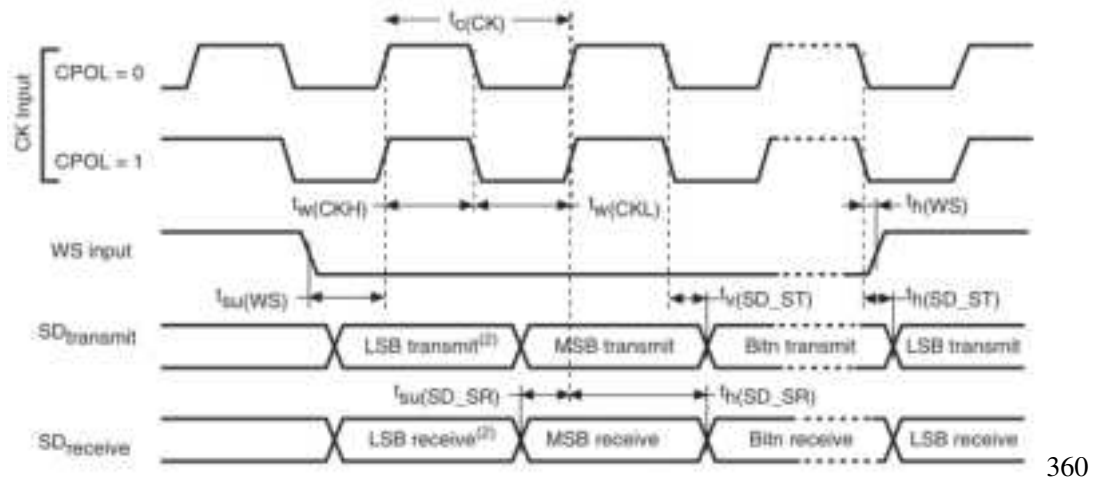 tc(CK)
CK Input
CPOL = 0
CPOL = 1
tw(CKH)
tw(CKL)
th(WS)
WS input
tsu(WS)
tv(SD_ST)
th(SD_ST)
SDtransmit
LSB transmit(2)
MSB transmit
Bitn transmit
LSB transmit
tsu(SD_SR)
th(SD_SR)
SDreceive
LSB receive(2)
MSB receive
Bitn receive
LSB receive
360